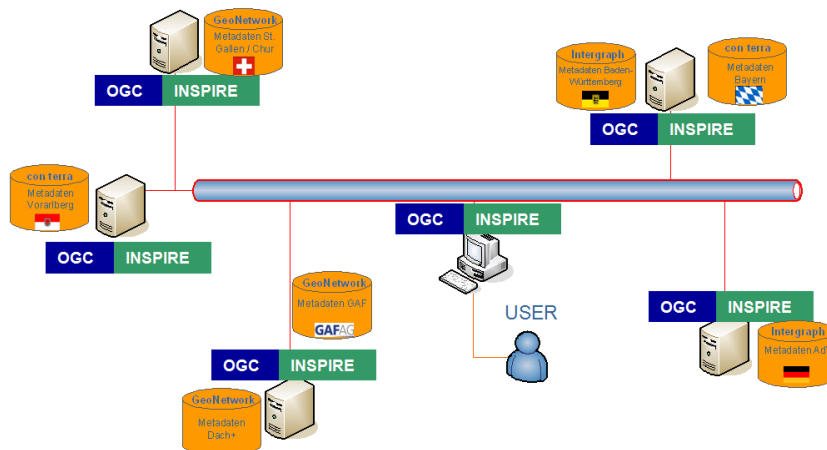 GeoNetwork
Metadaten St.
Gallen / Chur
OGC INSPIRE
Intergraph
Metadaten Baden-
Württemberg
con terra
Metadaten
Bayern
OGC INSPIRE
con terra
Metadaten
Vorarlberg
OGC INSPIRE
OGC INSPIRE
GeoNetwork
Metadaten GAF
GAFAG
USER
OGC INSPIRE
Intergraph
Metadaten AdV
OGC INSPIRE
GeoNetwork
Metadaten
Dach+